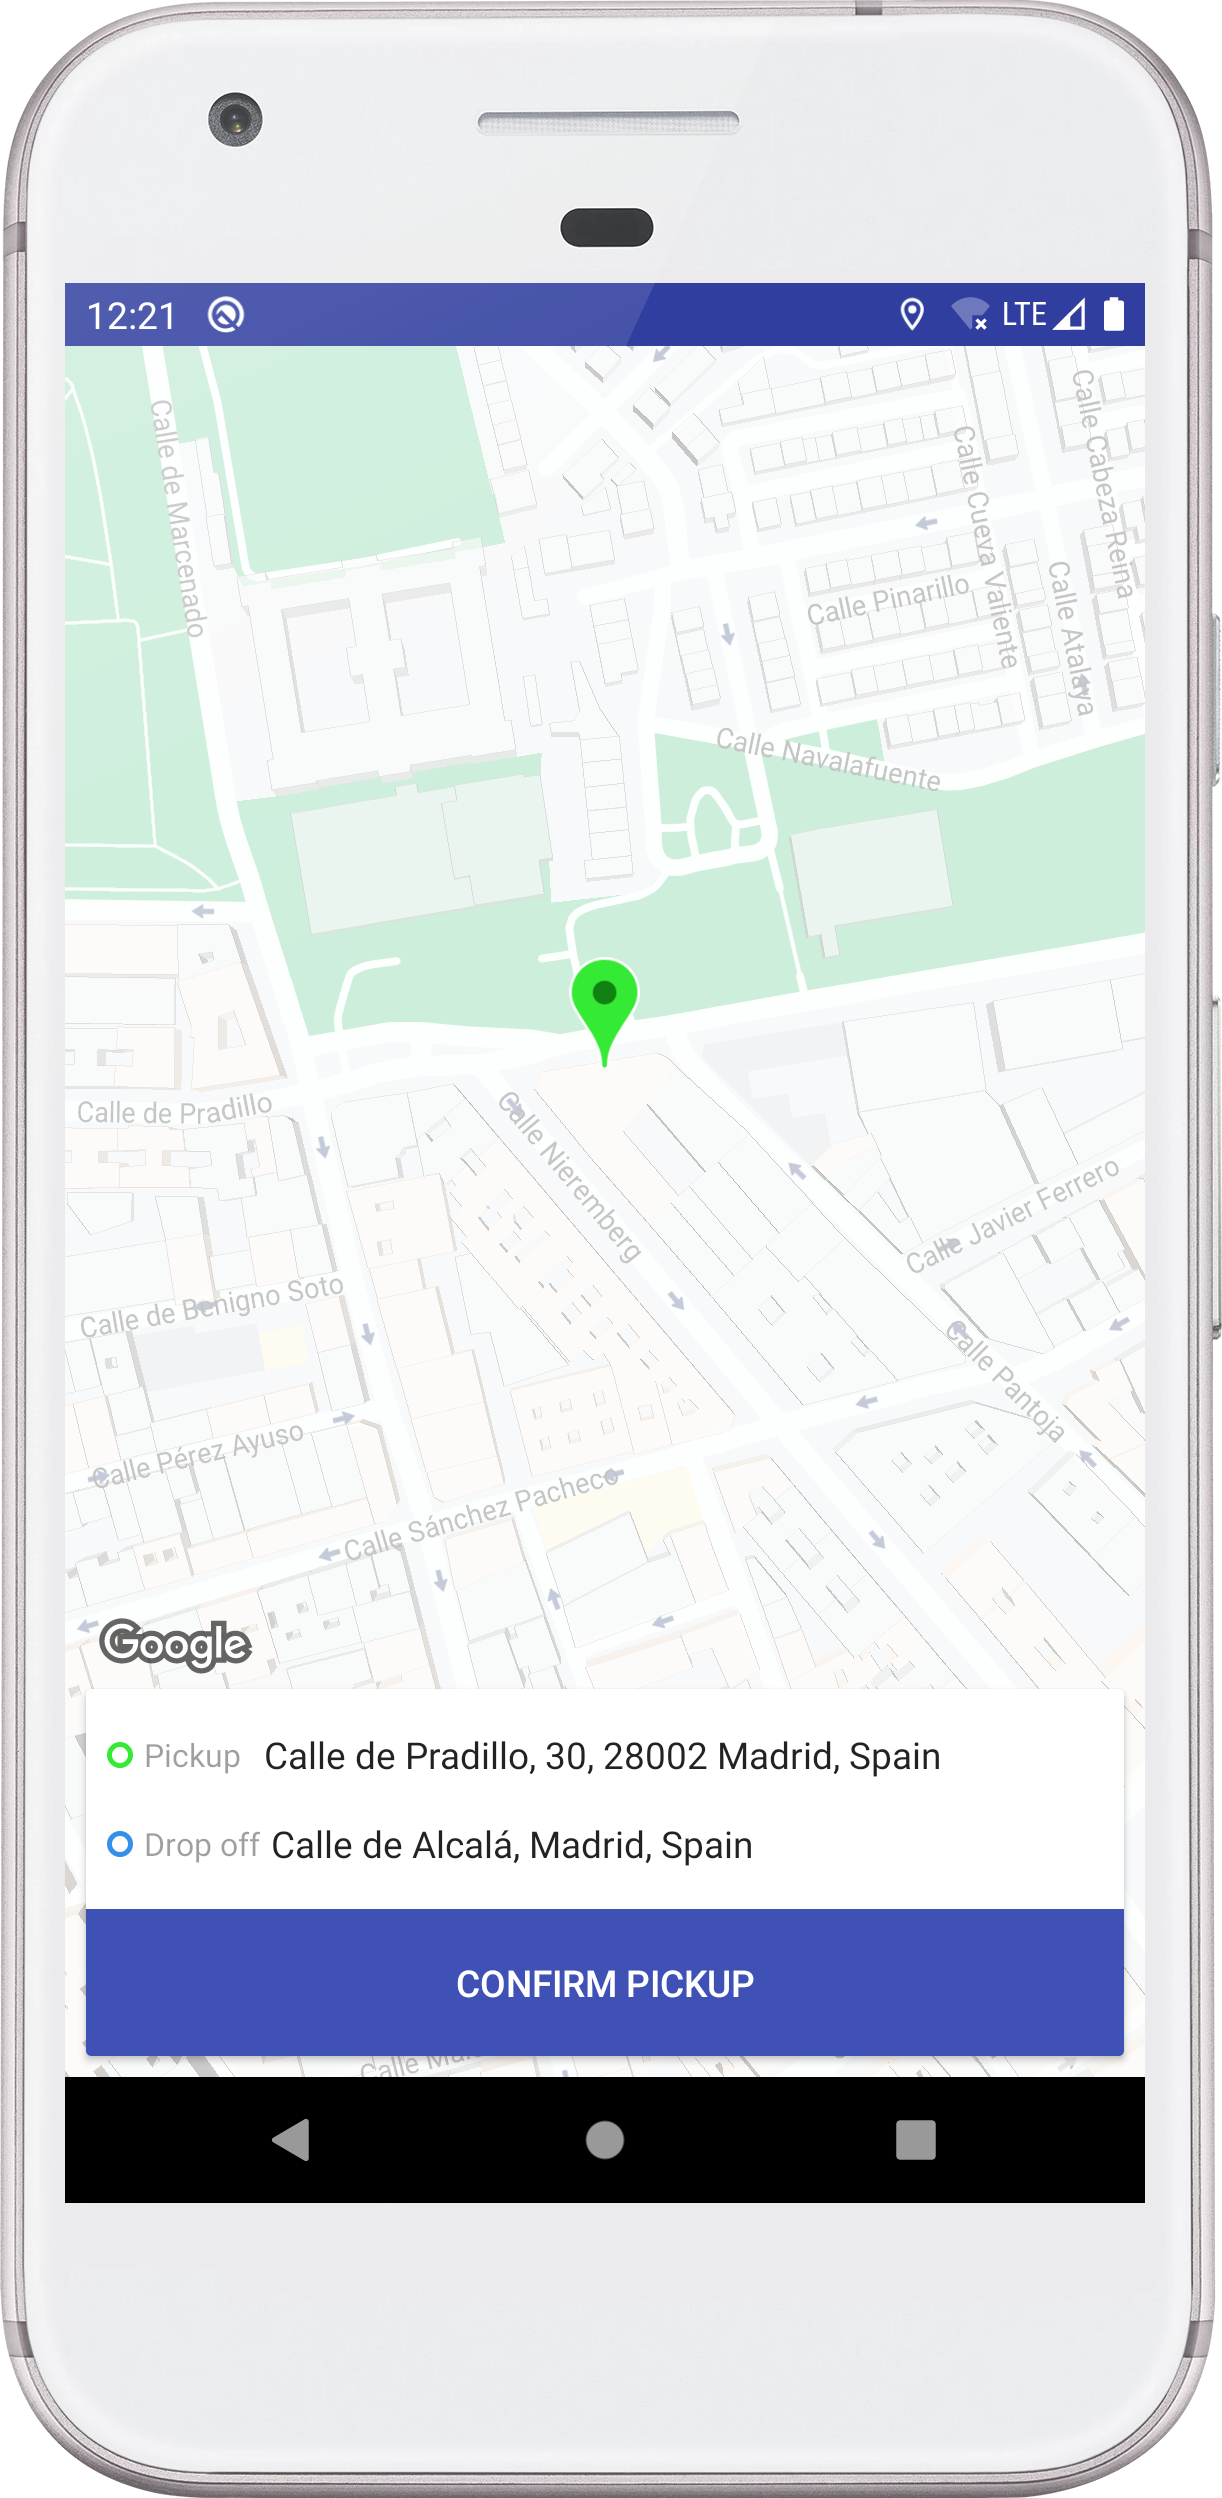 12:21
LTE
Calle de Marcenado
Calle Cabeza Reina
Calle Cueva Valiente
Calle Pinarillo
Calle Atalaya
Calle Navalafuente
Calle de Pradillo
Calle Nieremberg
Calle Javier Ferrero
Calle de Benigno Soto
Calle Pantoja
Calle Pérez Ayuso
Calle Sánchez Pacheco
Google
Pickup Calle de Pradillo, 30, 28002 Madrid, Spain
Drop off Calle de Alcalá, Madrid, Spain
CONFIRM PICKUP
Calle